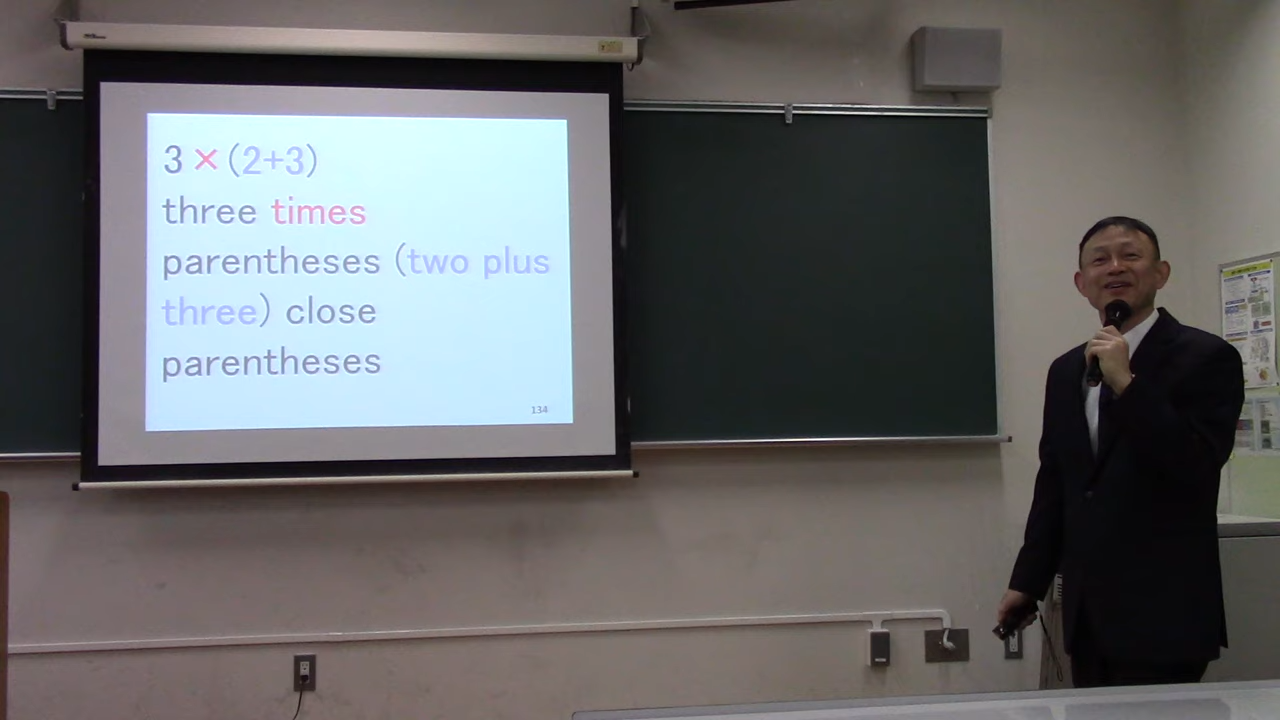 3 × (2+3)
three times
parentheses (two plus
three) close
parentheses
134